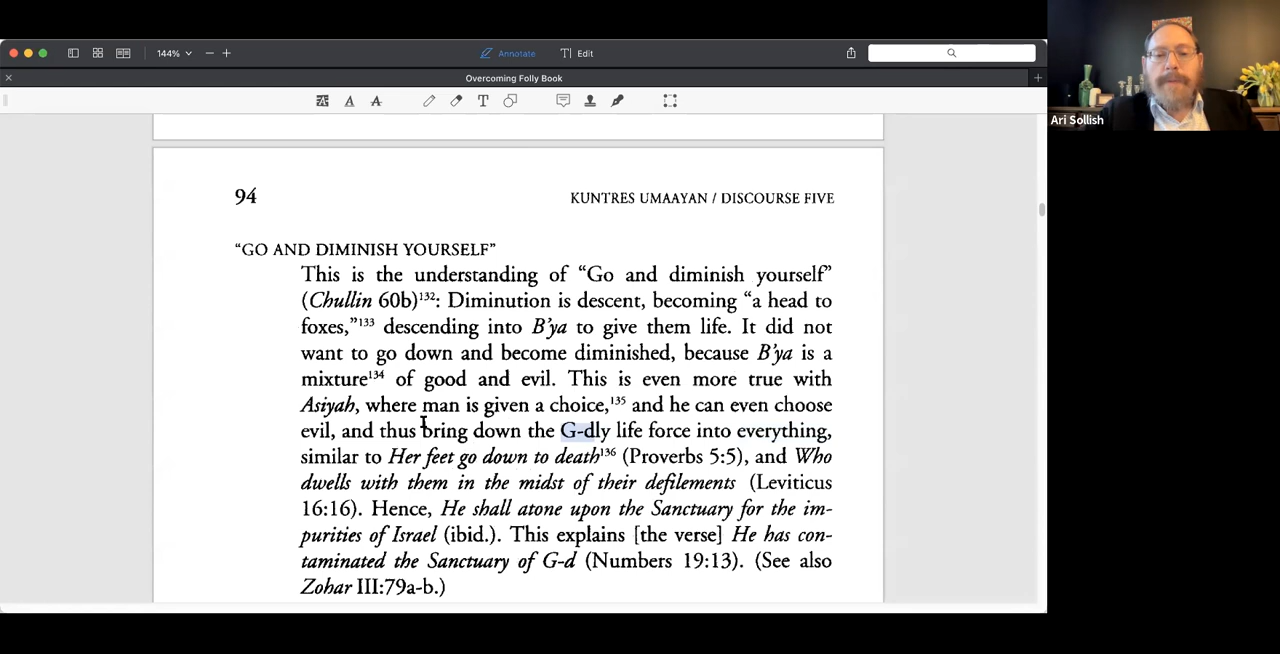 144%
Annotate
Edit
Overcoming Folly Book
Ari Sollish
94
KUNTRES UMAAYAN / DISCOURSE FIVE
“GO AND DIMINISH YOURSELF”
This is the understanding of “Go and diminish yourself”
(Chullin 60b)¹³²: Diminution is descent, becoming “a head to
foxes,”¹³³ descending into B’ya to give them life. It did not
want to go down and become diminished, because B’ya is a
mixture¹³⁴ of good and evil. This is even more true with
Asiyah, where man is given a choice,¹³⁵ and he can even choose
evil, and thus bring down the G-dly life force into everything,
similar to Her feet go down to death¹³⁶ (Proverbs 5:5), and Who
dwells with them in the midst of their defilements (Leviticus
16:16). Hence, He shall atone upon the Sanctuary for the im-
purities of Israel (ibid.). This explains [the verse] He has con-
taminated the Sanctuary of G-d (Numbers 19:13). (See also
Zohar III:79a-b.)